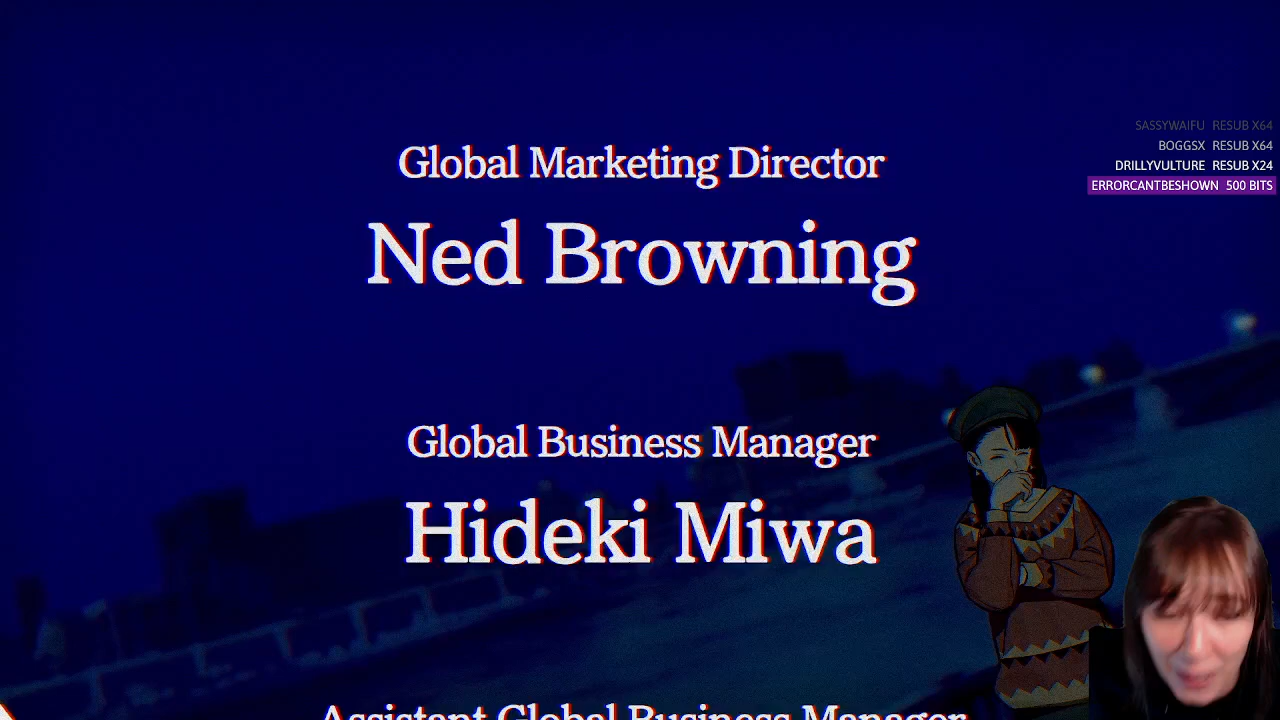 SASSYWAIFU RESUB X64
BOGGSX RESUB X64
DRILLYVULTURE RESUB X24
ERRORCANTBESHOWN 500 BITS
Global Marketing Director
Ned Browning
Global Business Manager
Hideki Miwa
Assistant Global Business Manager